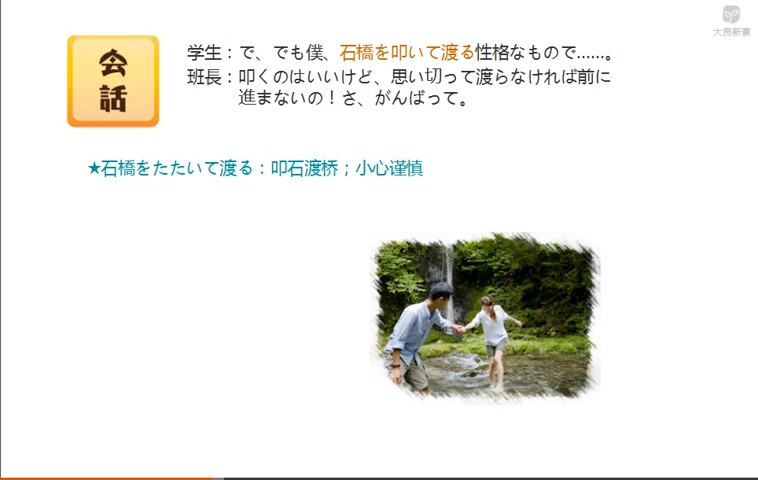 大良新寨
会
話
学生：で、でも僕、石橋を叩いて渡る性格なもので……。
班長：叩くのはいいけど、思い切って渡らなければ前に
進まないの！さ、がんばって。
★石橋をたたいて渡る：叩石渡桥；小心谨慎